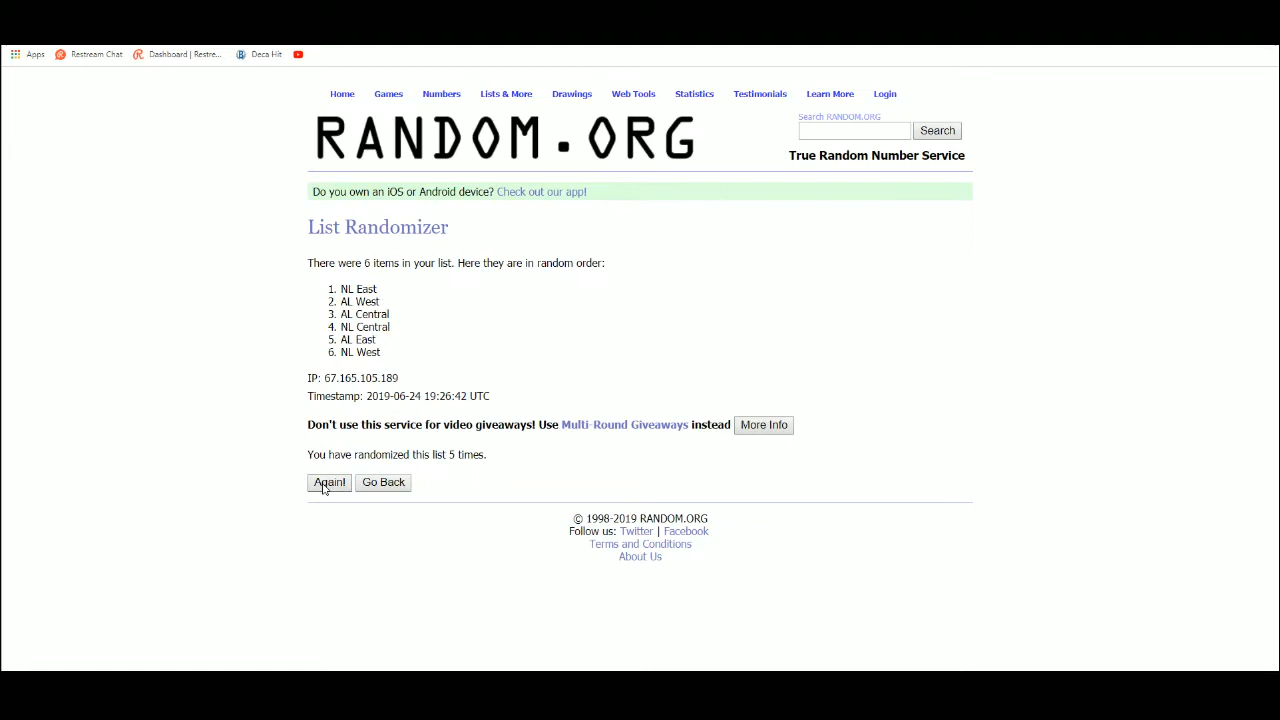 Apps Restream Chat Dashboard | Restre... Deca Hit
Home Games Numbers Lists & More Drawings Web Tools Statistics Testimonials Learn More Login
RANDOM.ORG
Search RANDOM.ORG
Search
True Random Number Service
Do you own an iOS or Android device? Check out our app!
List Randomizer
There were 6 items in your list. Here they are in random order:
1. NL East
2. AL West
3. AL Central
4. NL Central
5. AL East
6. NL West
IP: 67.165.105.189
Timestamp: 2019-06-24 19:26:42 UTC
Don't use this service for video giveaways! Use Multi-Round Giveaways instead More Info
You have randomized this list 5 times.
Again! Go Back
© 1998-2019 RANDOM.ORG
Follow us: Twitter | Facebook
Terms and Conditions
About Us